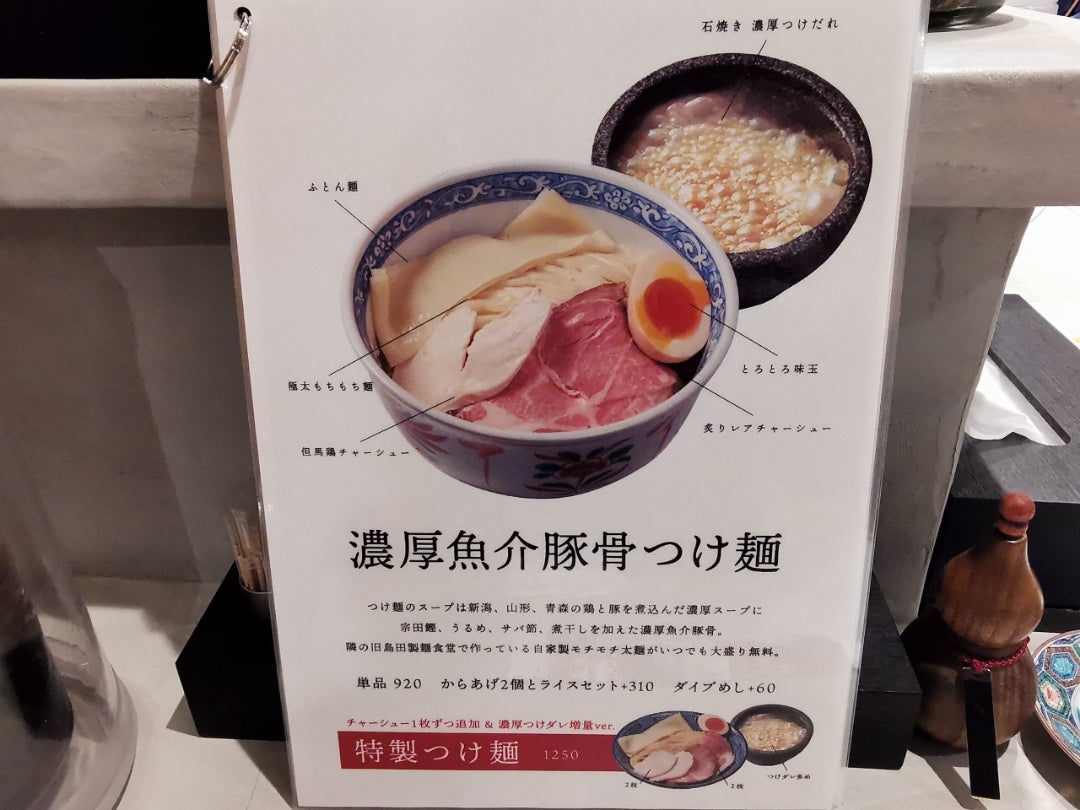 石焼き 濃厚つけだれ
ふとん麺
極太もちもち麺
とろとろ味玉
炙りレアチャーシュー
但馬鶏チャーシュー
濃厚魚介豚骨つけ麺
つけ麺のスープは新潟、山形、青森の鶏と豚を煮込んだ濃厚スープに
宗田鰹、うるめ、サバ節、煮干しを加えた濃厚魚介豚骨。
隣の旧島田製麺食堂で作っている自家製モチモチ太麺がいつでも大盛り無料。
単品 920 からあげ2個とライスセット+310 ダイブめし+60
チャーシュー1枚ずつ追加 & 濃厚つけダレ増量ver.
特製つけ麺 1250
つけダレ多め
2枚
2枚